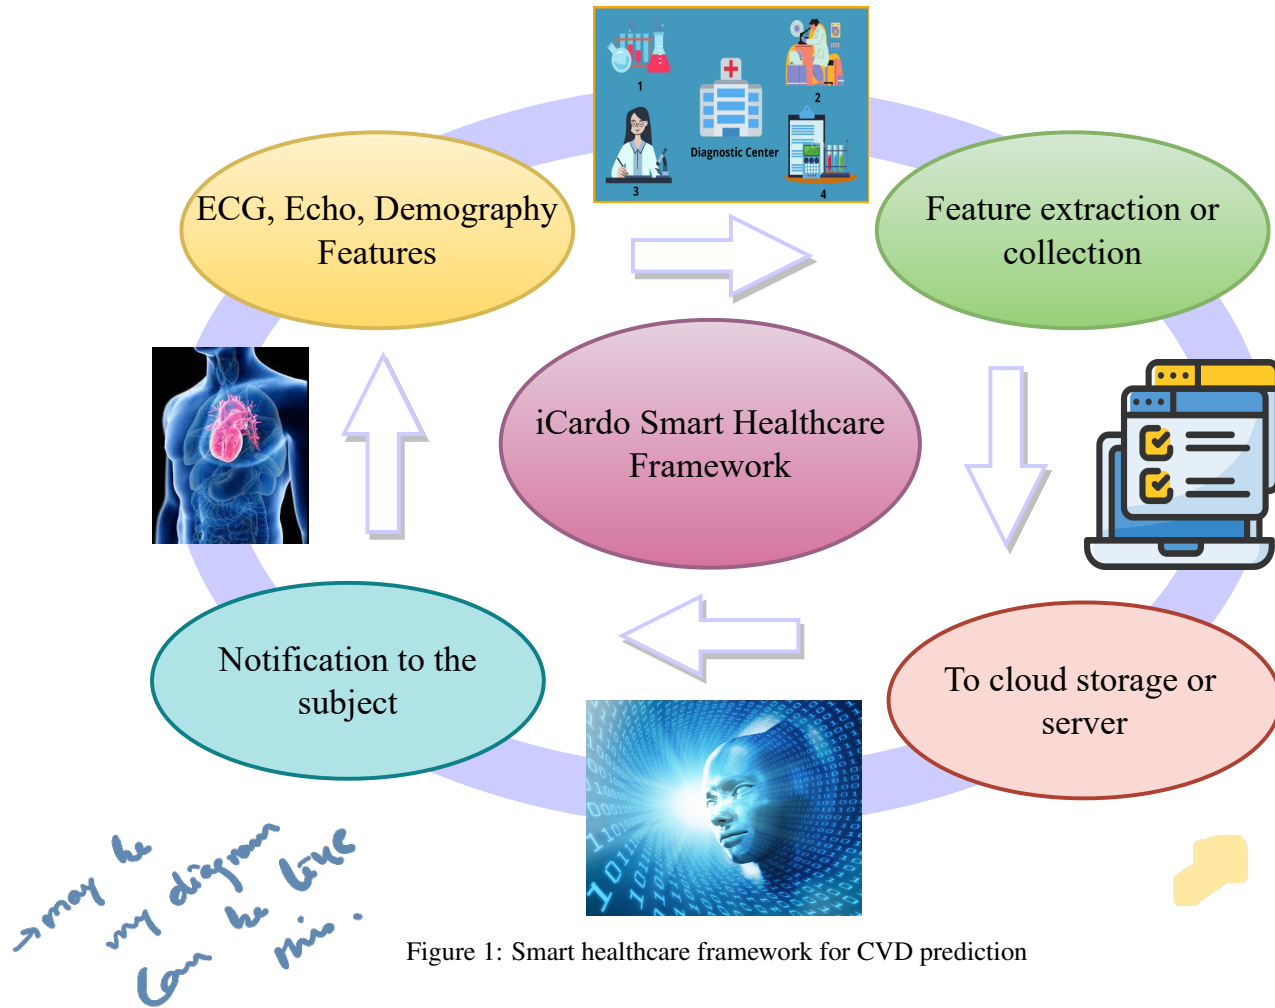 1
2
Diagnostic Center
3
4
ECG, Echo, Demography
Features
Feature extraction or
collection
iCardo Smart Healthcare
Framework
Notification to the
subject
To cloud storage or
server
→ may be
my diagram
can be like
this.
Figure 1: Smart healthcare framework for CVD prediction